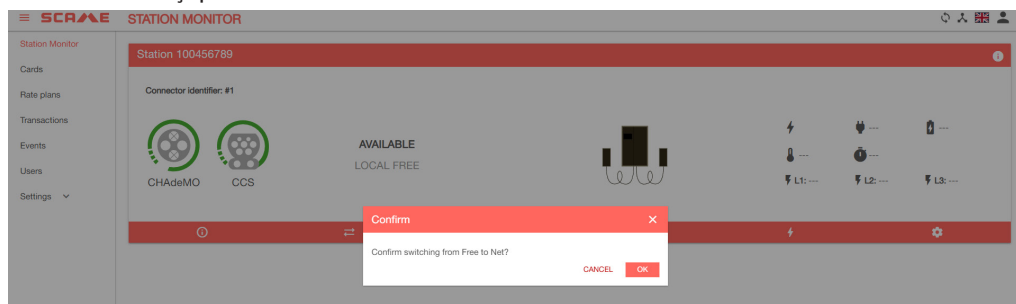 SCAME STATION MONITOR
Station Monitor
Cards
Rate plans
Transactions
Events
Users
Settings
Station 100456789
Connector identifier: #1
CHAdeMO CCS
AVAILABLE
LOCAL FREE
---
---
---
---
L1: ---
L2: ---
L3: ---
Confirm
Confirm switching from Free to Net?
CANCEL OK